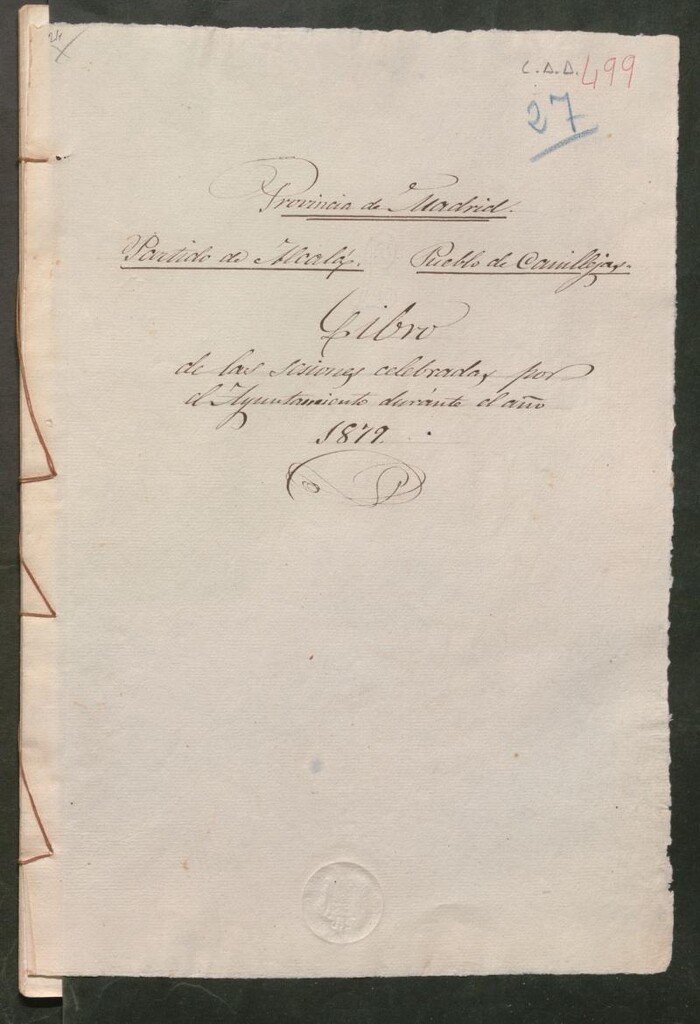 24
C.D.D. 499
27
Provincia de Madrid.
Partido de Alcalá. Pueblo de Canillejas.
Libro
de las sesiones celebradas por
el Ayuntamiento durante el año
1879.